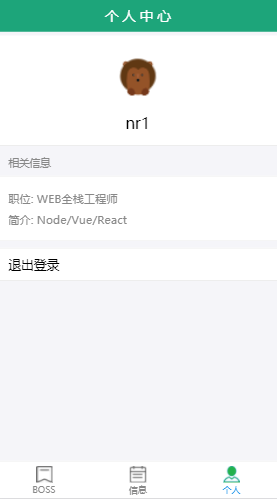 个人中心
nr1
相关信息
职位: WEB全栈工程师
简介: Node/Vue/React
退出登录
BOSS
信息
个人